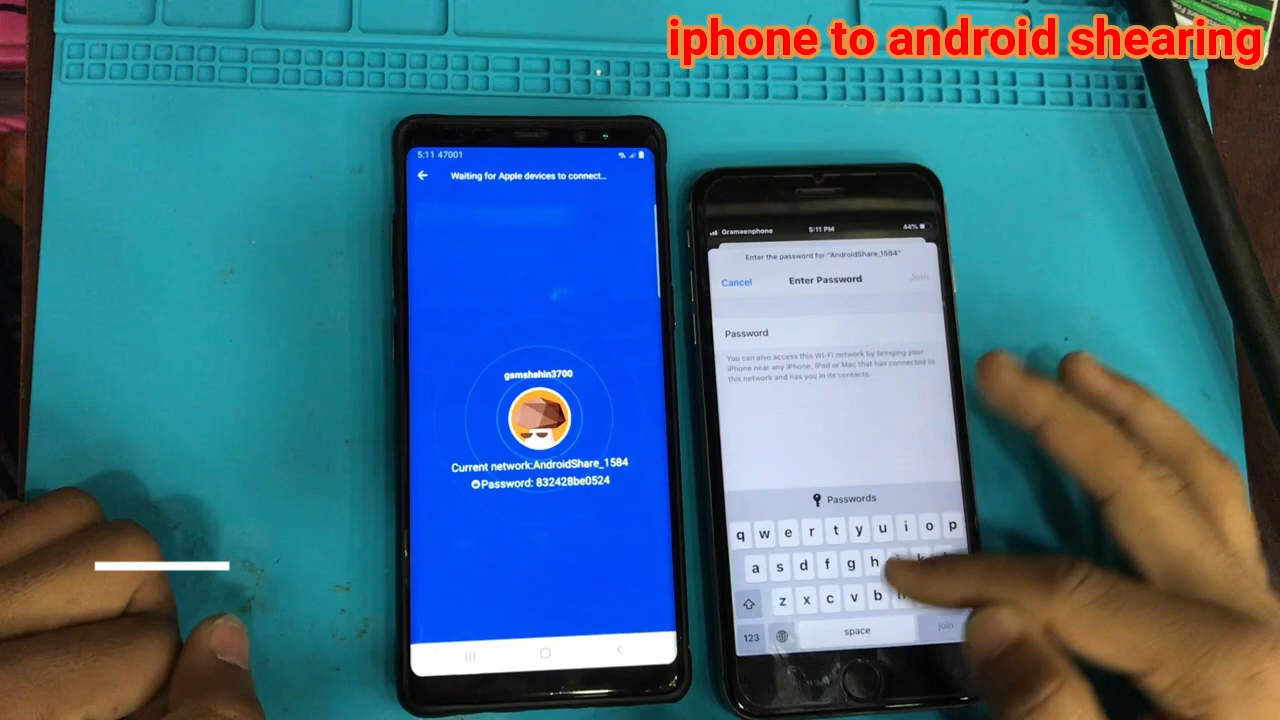 iphone to android shearing
5:11 47001
Waiting for Apple devices to connect...
gsmshahin3700
Current network:AndroidShare_1584
Password: 832428be0524
Grameenphone 5:11 PM 44%
Enter the password for "AndroidShare_1584"
Cancel Enter Password Join
Password
You can also access this Wi-Fi network by bringing your
iPhone near any iPhone, iPad or Mac that has connected to
this network and has you in its contacts.
Passwords
q w e r t y u i o p
a s d f g h
z x c v b
123 space join